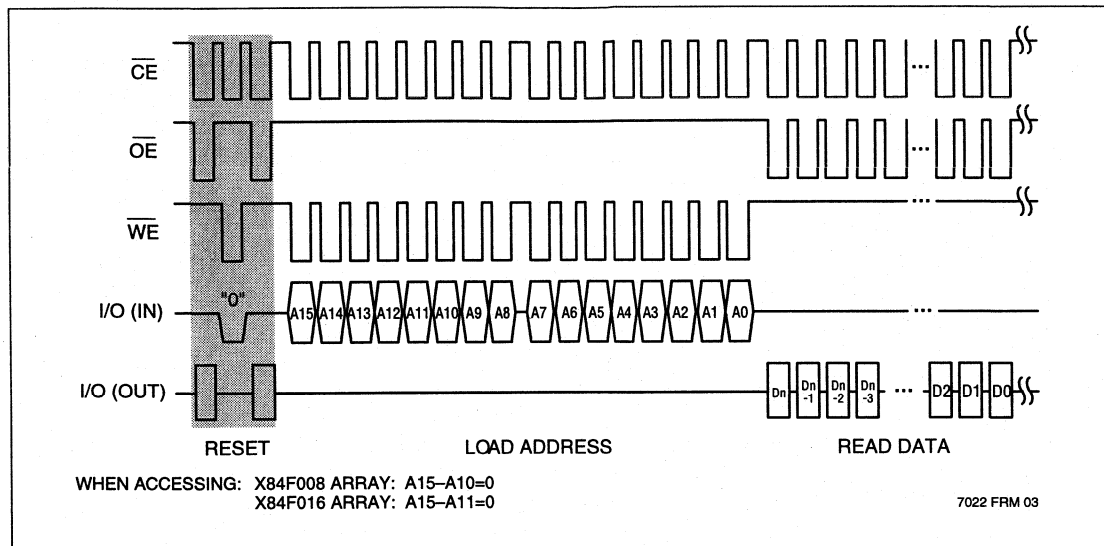 CE
OE
WE
I/O (IN) "0" A15 A14 A13 A12 A11 A10 A9 A8 A7 A6 A5 A4 A3 A2 A1 A0 ...
I/O (OUT) Dn Dn-1 Dn-2 Dn-3 ... D2 D1 D0
RESET LOAD ADDRESS READ DATA
WHEN ACCESSING: X84F008 ARRAY: A15–A10=0
X84F016 ARRAY: A15–A11=0
7022 FRM 03